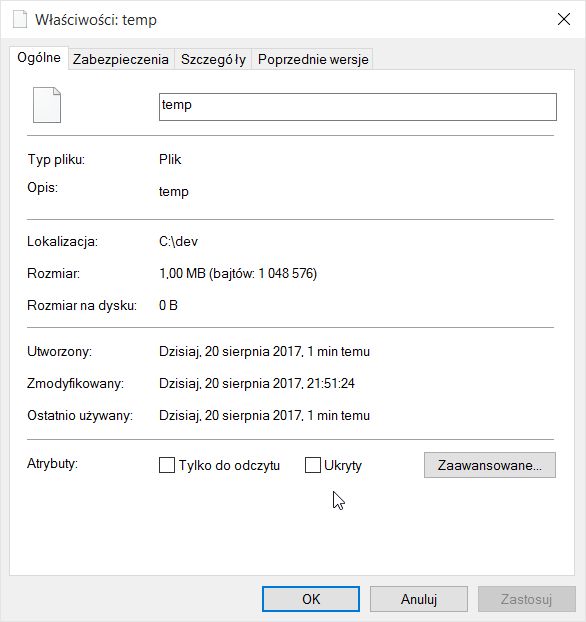 Właściwości: temp
Ogólne Zabezpieczenia Szczegóły Poprzednie wersje
temp
Typ pliku: Plik
Opis: temp
Lokalizacja: C:\dev
Rozmiar: 1,00 MB (bajtów: 1 048 576)
Rozmiar na dysku: 0 B
Utworzony: Dzisiaj, 20 sierpnia 2017, 1 min temu
Zmodyfikowany: Dzisiaj, 20 sierpnia 2017, 21:51:24
Ostatnio używany: Dzisiaj, 20 sierpnia 2017, 1 min temu
Atrybuty: Tylko do odczytu Ukryty Zaawansowane...
OK Anuluj Zastosuj